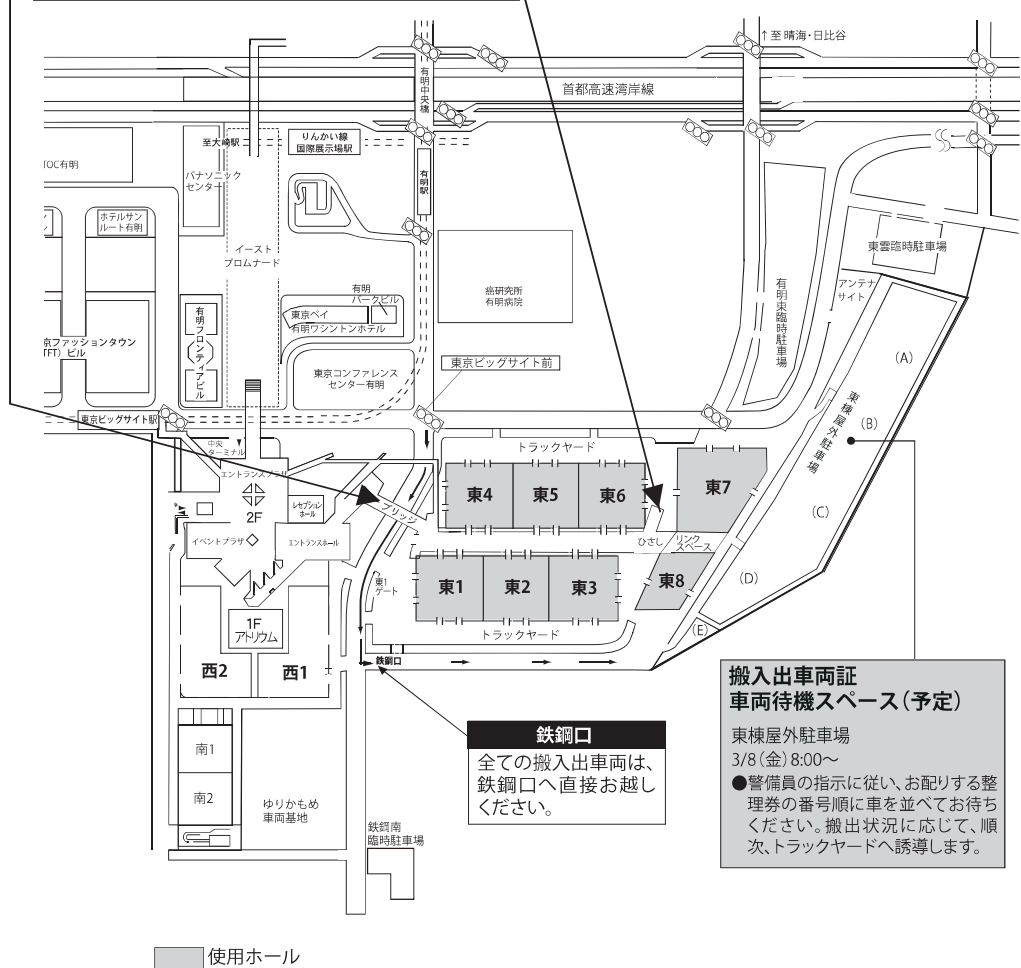 ↑至 晴海・日比谷
首都高速湾岸線
有明中央橋
至大崎駅
りんかい線
国際展示場駅
TOC有明
パナソニック
センター
有明駅
ホテルサン
ルート有明
イースト
プロムナード
癌研究所
有明病院
有明東臨時駐車場
東雲臨時駐車場
アンテナ
サイト
有明
パークビル
東京ベイ
有明ワシントンホテル
有明フロンティアビル
京ファッションタウン
(TFT)ビル
東京コンファレンス
センター有明
東京ビッグサイト前
東京ビッグサイト駅
中央
ターミナル
エントランスプラザ
2F
レセプション
ホール
イベントプラザ
エントランスホール
ブリッジ
トラックヤード
東4
東5
東6
東7
ひさし
リンク
スペース
東1
東2
東3
東8
トラックヤード
東1
ゲート
東棟屋外駐車場
(A)
(B)
(C)
(D)
(E)
1F
アトリウム
西2
西1
鉄鋼口
南1
南2
ゆりかもめ
車両基地
鉄鋼南
臨時駐車場
鉄鋼口
全ての搬入出車両は、
鉄鋼口へ直接お越し
ください。
搬入出車両証
車両待機スペース(予定)
東棟屋外駐車場
3/8(金)8:00~
●警備員の指示に従い、お配りする整
理券の番号順に車を並べてお待ち
ください。搬出状況に応じて、順
次、トラックヤードへ誘導します。
使用ホール